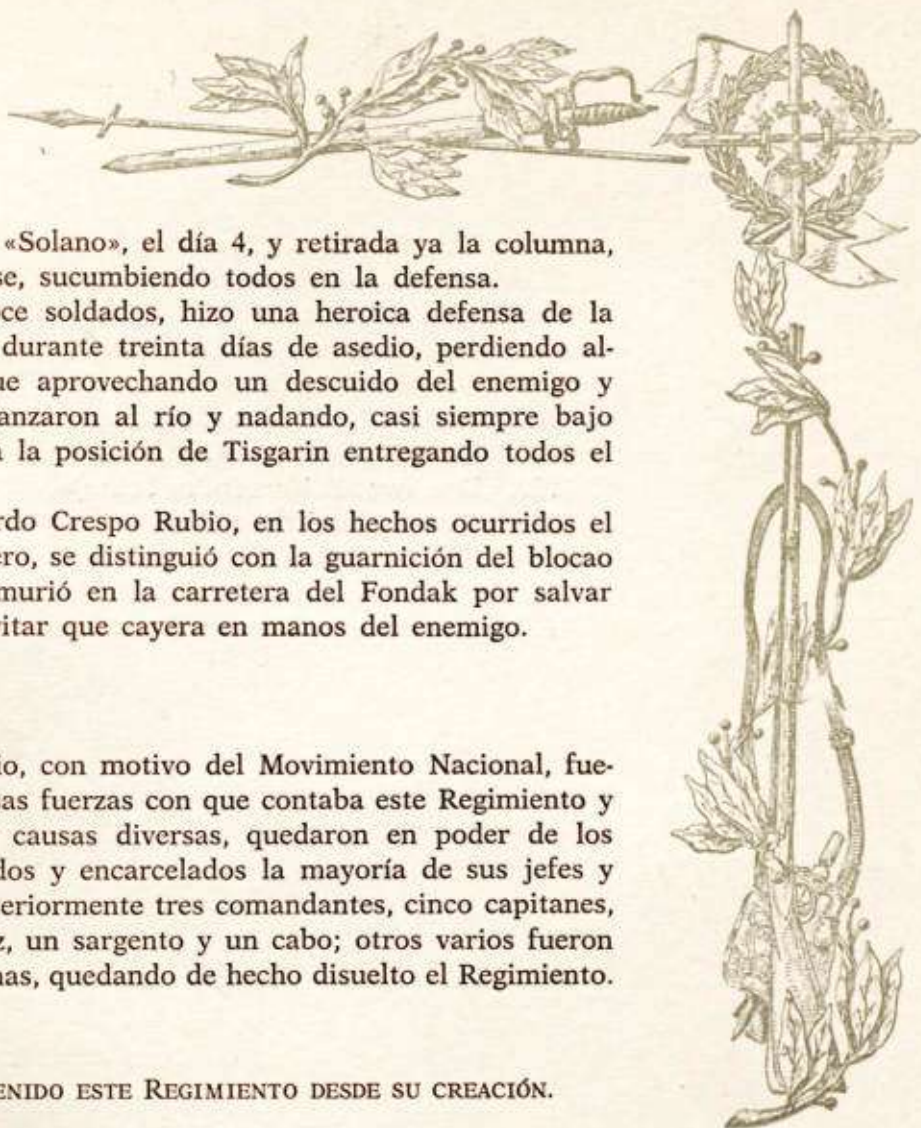 «Solano», el día 4, y retirada ya la columna,
se, sucumbiendo todos en la defensa.
ce soldados, hizo una heroica defensa de la
durante treinta días de asedio, perdiendo al-
ue aprovechando un descuido del enemigo y
anzaron al río y nadando, casi siempre bajo
a la posición de Tisgarin entregando todos el
rdo Crespo Rubio, en los hechos ocurridos el
ero, se distinguió con la guarnición del blocao
murió en la carretera del Fondak por salvar
vitar que cayera en manos del enemigo.
io, con motivo del Movimiento Nacional, fue-
sas fuerzas con que contaba este Regimiento y
causas diversas, quedaron en poder de los
dos y encarcelados la mayoría de sus jefes y
teriormente tres comandantes, cinco capitanes,
z, un sargento y un cabo; otros varios fueron
nas, quedando de hecho disuelto el Regimiento.
ENIDO ESTE REGIMIENTO DESDE SU CREACIÓN.